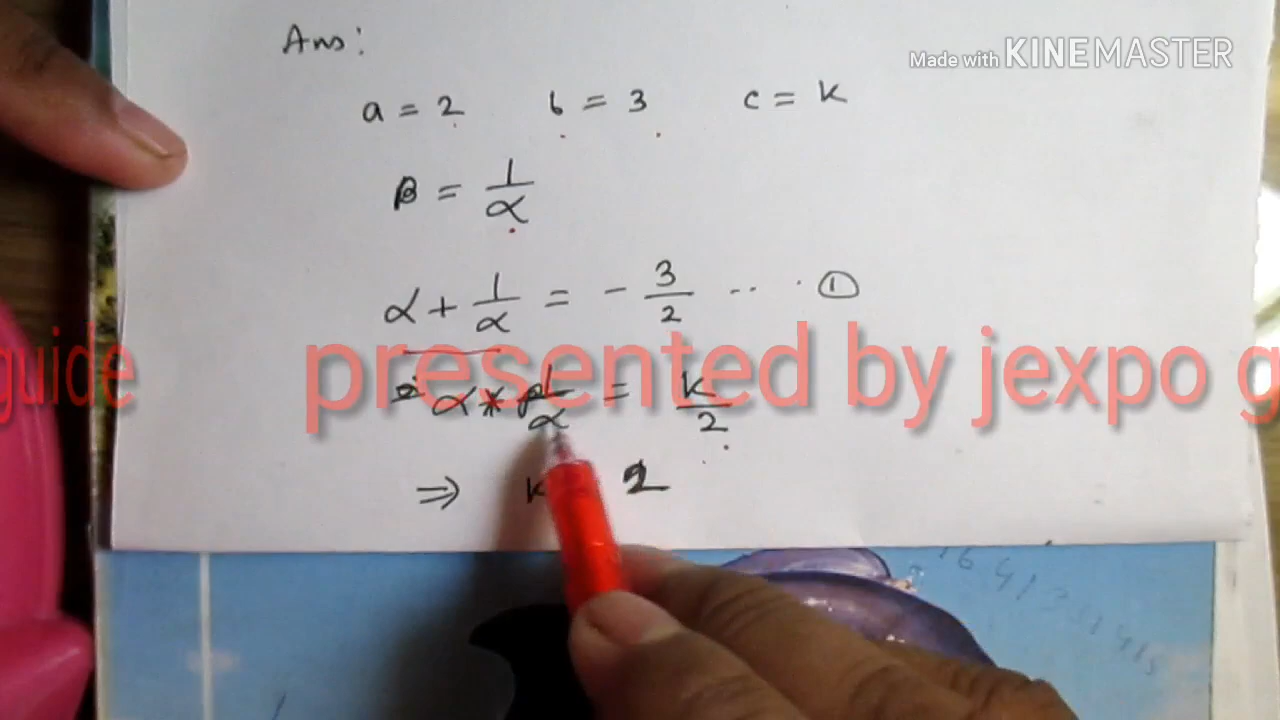 Ans:
Made with KINEMASTER
a = 2 b = 3 c = k
β = 1/α
α + 1/α = - 3/2 ... ①
guide presented by jexpo g
α * 1/α = k/2
⇒ k 2